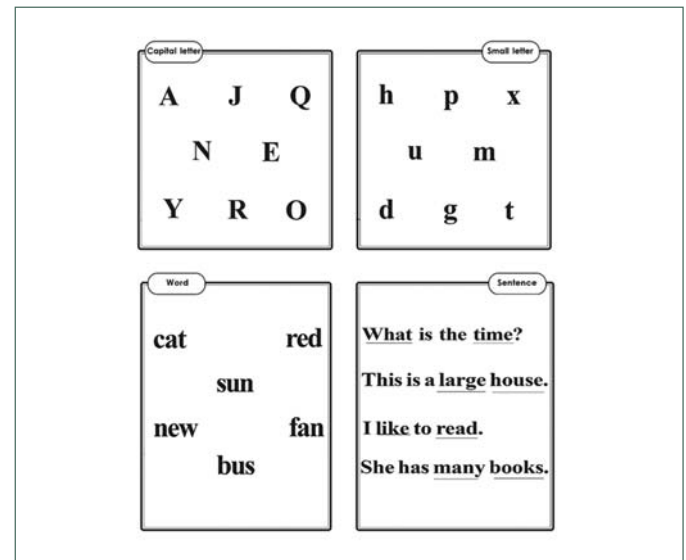 Capital letter
A J Q
N E
Y R O
Small letter
h p x
u m
d g t
Word
cat red
sun
new fan
bus
Sentence
What is the time?
This is a large house.
I like to read.
She has many books.